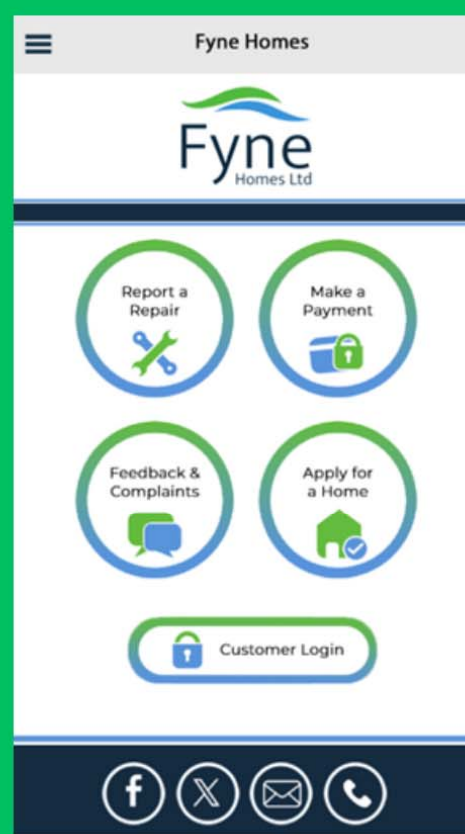 Fyne Homes
Fyne
Homes Ltd
Report a
Repair
Make a
Payment
Feedback &
Complaints
Apply for
a Home
Customer Login